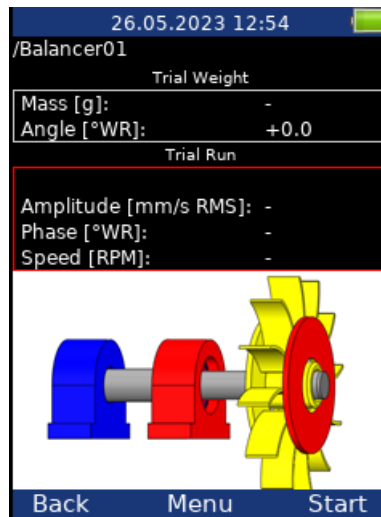 26.05.2023 12:54
/Balancer01
Trial Weight
Mass [g]: -
Angle [°WR]: +0.0
Trial Run
Amplitude [mm/s RMS]: -
Phase [°WR]: -
Speed [RPM]: -
Back Menu Start